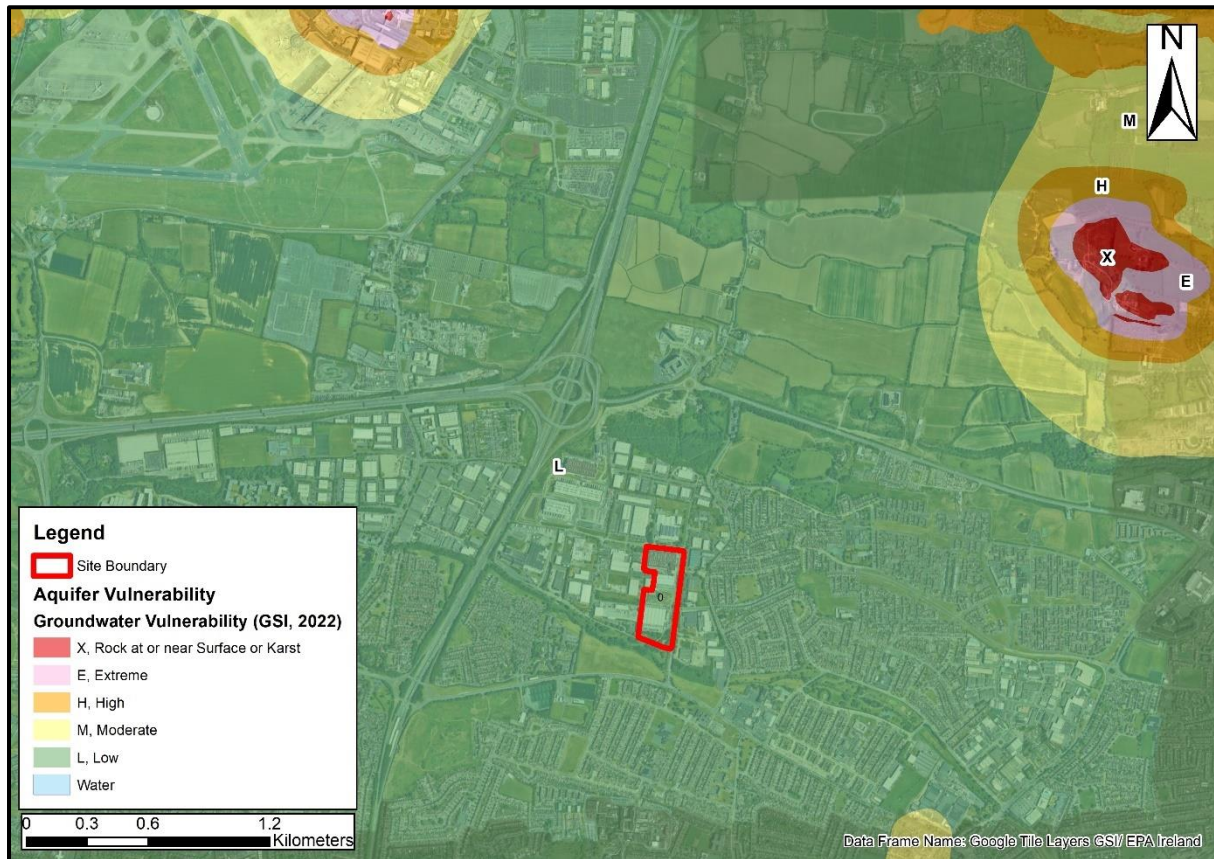 N
M
H
X
E
L
0
Legend
Site Boundary
Aquifer Vulnerability
Groundwater Vulnerability (GSI, 2022)
X, Rock at or near Surface or Karst
E, Extreme
H, High
M, Moderate
L, Low
Water
0 0.3 0.6 1.2
Kilometers
Data Frame Name: Google Tile Layers GSI/ EPA Ireland